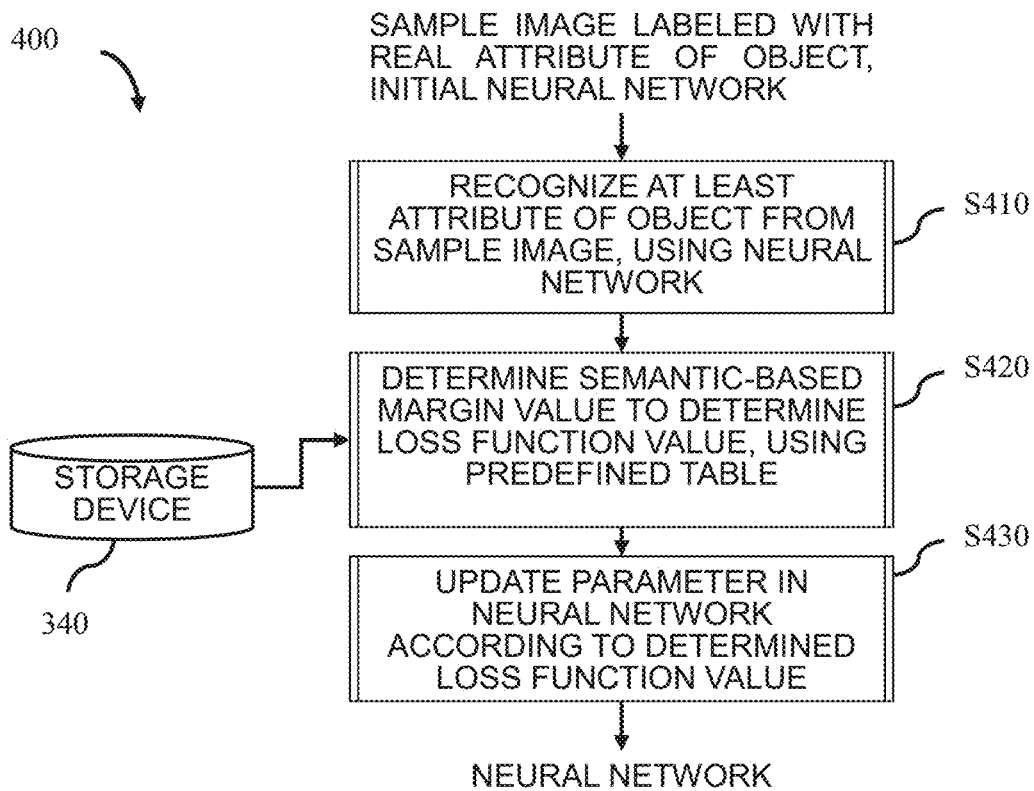 400
SAMPLE IMAGE LABELED WITH
REAL ATTRIBUTE OF OBJECT,
INITIAL NEURAL NETWORK
RECOGNIZE AT LEAST
ATTRIBUTE OF OBJECT FROM
SAMPLE IMAGE, USING NEURAL
NETWORK
S410
DETERMINE SEMANTIC-BASED
MARGIN VALUE TO DETERMINE
LOSS FUNCTION VALUE, USING
PREDEFINED TABLE
S420
STORAGE
DEVICE
340
UPDATE PARAMETER IN
NEURAL NETWORK
ACCORDING TO DETERMINED
LOSS FUNCTION VALUE
S430
NEURAL NETWORK